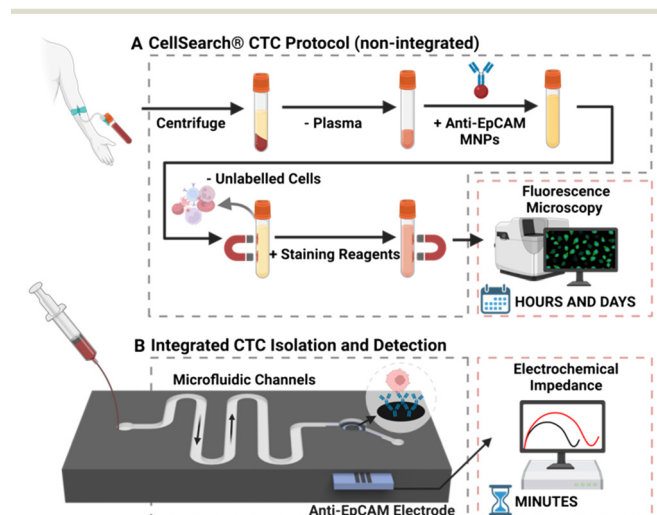 A CellSearch® CTC Protocol (non-integrated)
Centrifuge
- Plasma
+ Anti-EpCAM
MNPs
- Unlabelled Cells
+ Staining Reagents
Fluorescence
Microscopy
HOURS AND DAYS
B Integrated CTC Isolation and Detection
Microfluidic Channels
Electrochemical
Impedance
MINUTES
Anti-EpCAM Electrode